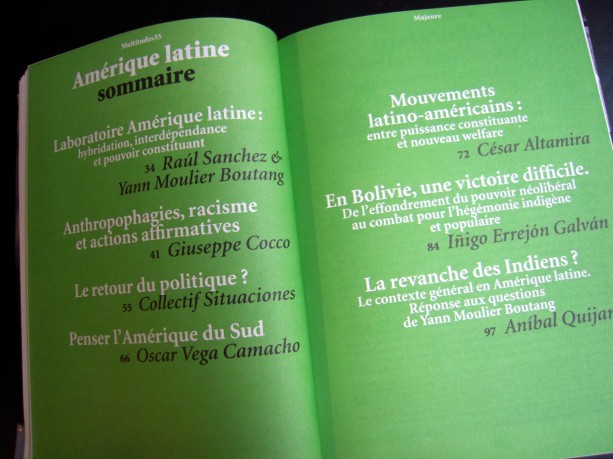 Multitudes35
Amérique latine
sommaire
Laboratoire Amérique latine :
hybridation, interdépendance
et pouvoir constituant
34 Raúl Sanchez &
Yann Moulier Boutang
Anthropophagies, racisme
et actions affirmatives
41 Giuseppe Cocco
Le retour du politique ?
55 Collectif Situaciones
Penser l'Amérique du Sud
66 Oscar Vega Camacho
Majeure
Mouvements
latino-américains :
entre puissance constituante
et nouveau welfare
72 César Altamira
En Bolivie, une victoire difficile.
De l'effondrement du pouvoir néolibéral
au combat pour l'hégémonie indigène
et populaire
84 Iñigo Errejón Galván
La revanche des Indiens ?
Le contexte général en Amérique latine.
Réponse aux questions
de Yann Moulier Boutang
97 Aníbal Quijan